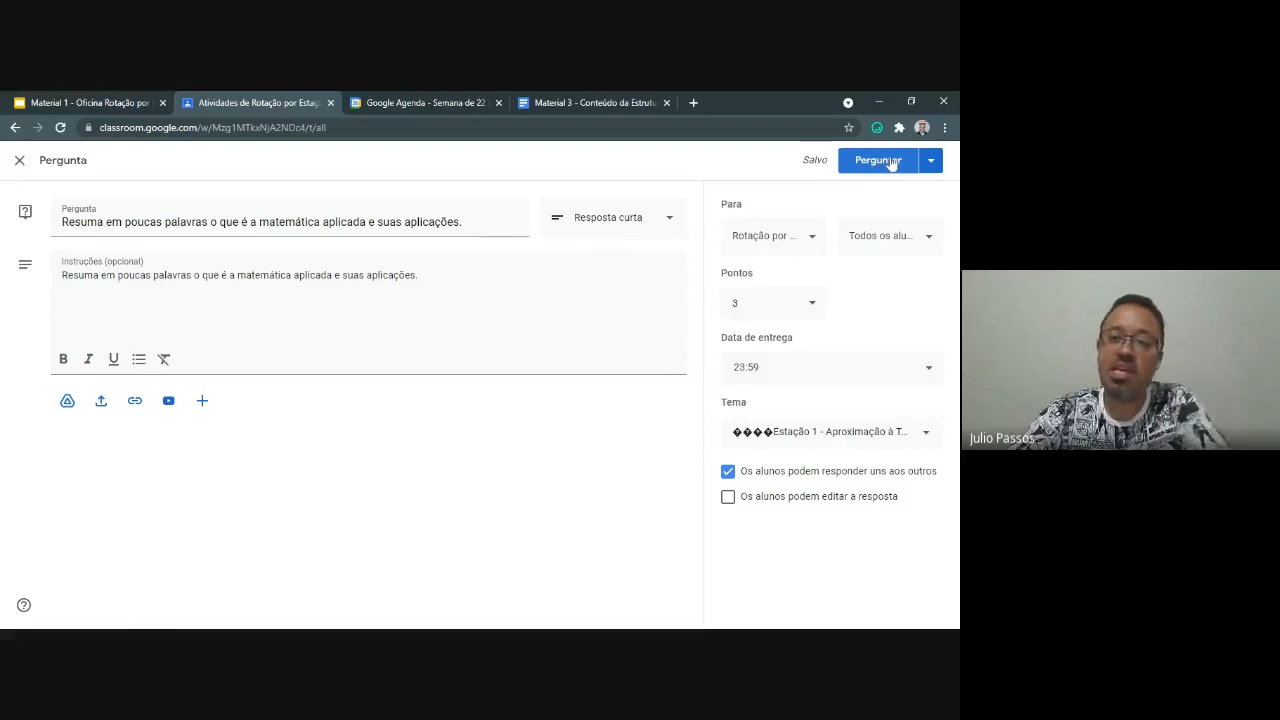 Material 1 - Oficina Rotação por
Atividades de Rotação por Estaç
Google Agenda - Semana de 22
Material 3 - Conteúdo da Estrutu
classroom.google.com/w/Mzg1MTkxNjA2NDc4/t/all
Pergunta
Salvo
Perguntar
Pergunta
Resuma em poucas palavras o que é a matemática aplicada e suas aplicações.
Resposta curta
Instruções (opcional)
Resuma em poucas palavras o que é a matemática aplicada e suas aplicações.
B I U
Para
Rotação por ...
Todos os alu...
Pontos
3
Data de entrega
23:59
Tema
����Estação 1 - Aproximação à T...
Os alunos podem responder uns aos outros
Os alunos podem editar a resposta
Julio Passos